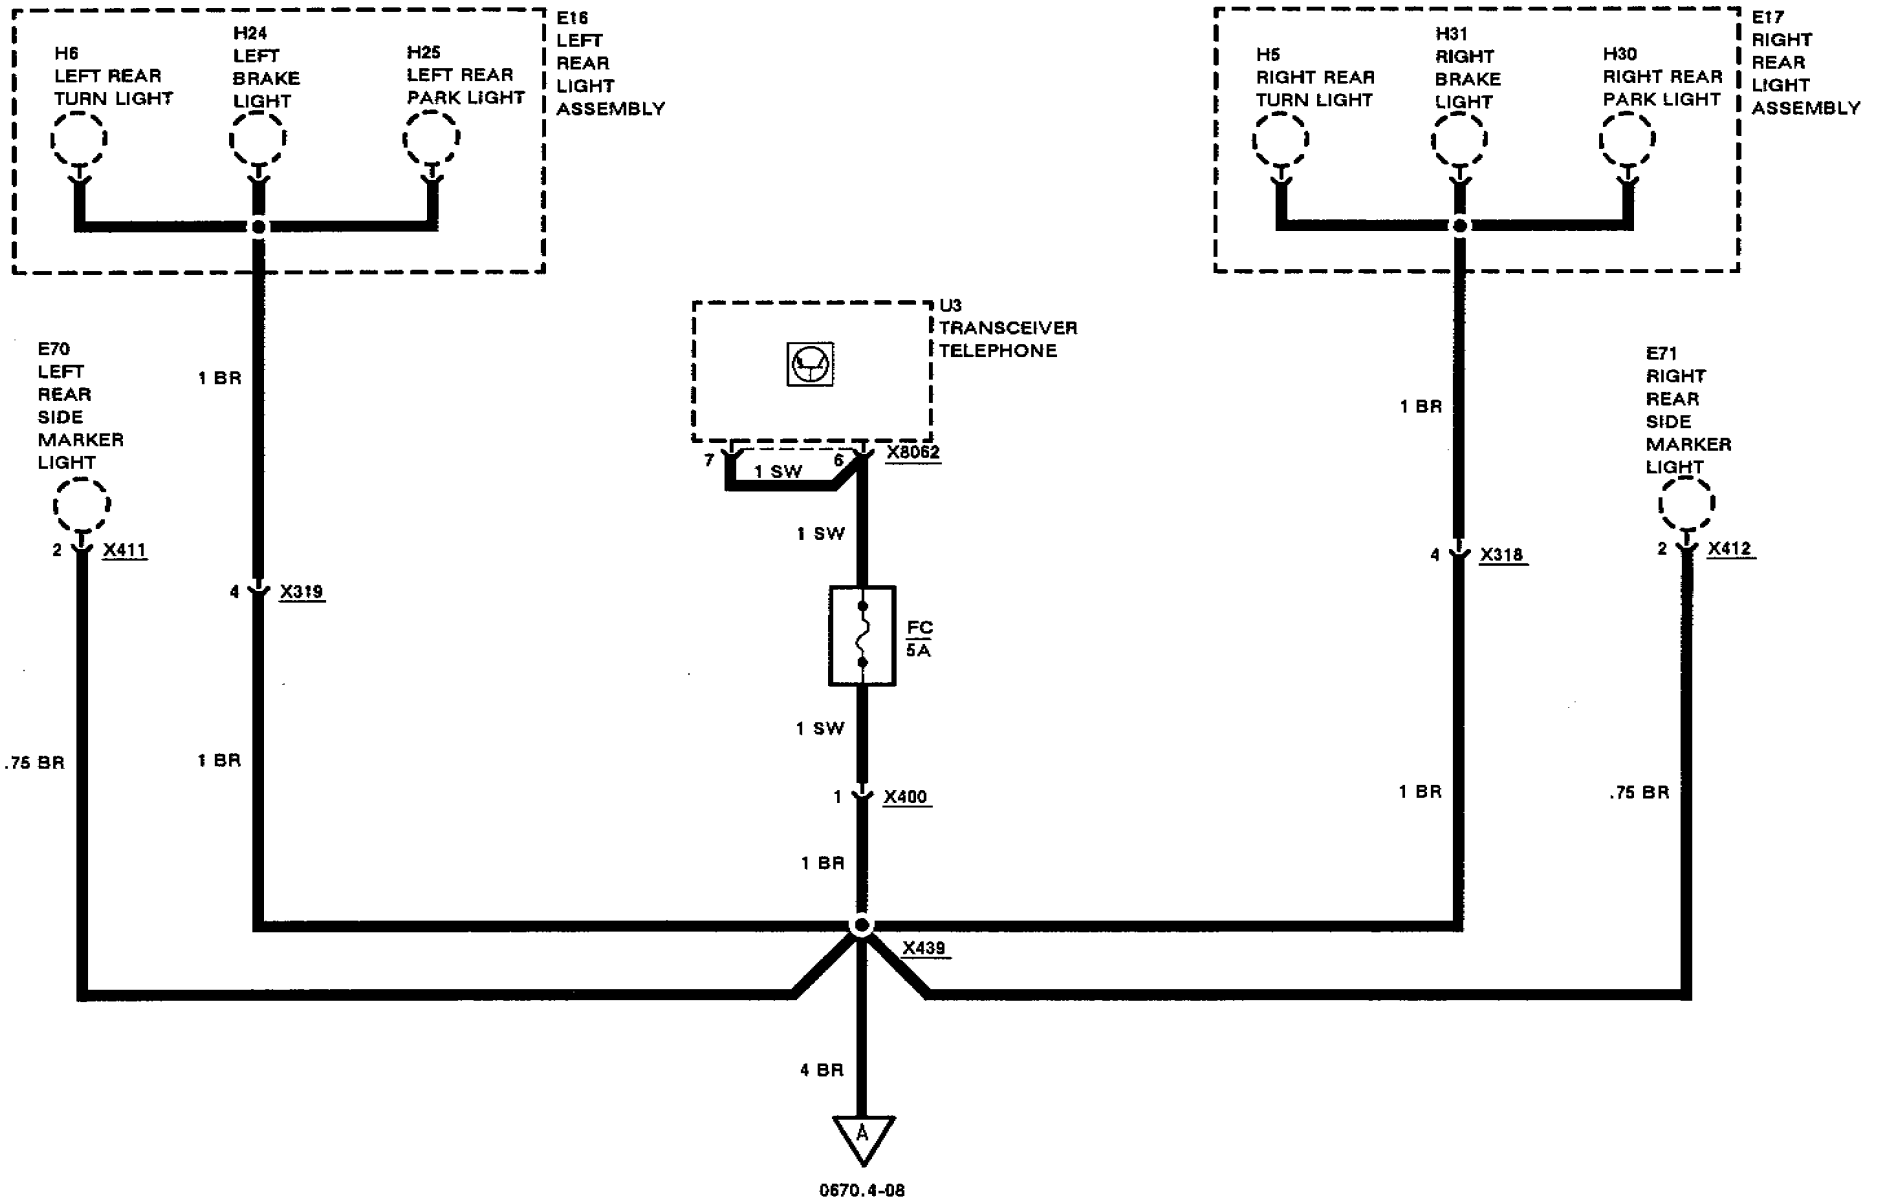 E16
LEFT
REAR
LIGHT
ASSEMBLY
H6
LEFT REAR
TURN LIGHT
H24
LEFT
BRAKE
LIGHT
H25
LEFT REAR
PARK LIGHT
E17
RIGHT
REAR
LIGHT
ASSEMBLY
H5
RIGHT REAR
TURN LIGHT
H31
RIGHT
BRAKE
LIGHT
H30
RIGHT REAR
PARK LIGHT
U3
TRANSCEIVER
TELEPHONE
E70
LEFT
REAR
SIDE
MARKER
LIGHT
1 BR
1 BR
E71
RIGHT
REAR
SIDE
MARKER
LIGHT
7
1 SW
6
X8062
1 SW
2
X411
4
X319
4
X318
2
X412
FC
5A
1 SW
.75 BR
1 BR
1 BR
.75 BR
1
X400
1 BR
X439
4 BR
A
0670.4-08